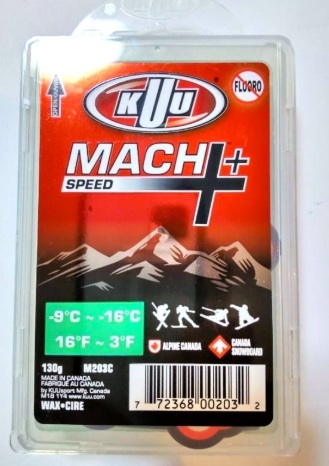 OPEN
KUU
FLUORO
MACH ++
SPEED
-9°C ~ -16°C
16°F ~ 3°F
ALPINE CANADA
CANADA
SNOWBOARD
130g M203C
MADE IN CANADA
FABRIQUÉ AU CANADA
by KUUsport Mfg. Canada
M1B 1Y4 www.kuu.com
WAX•CIRE
7 72368 00203 2